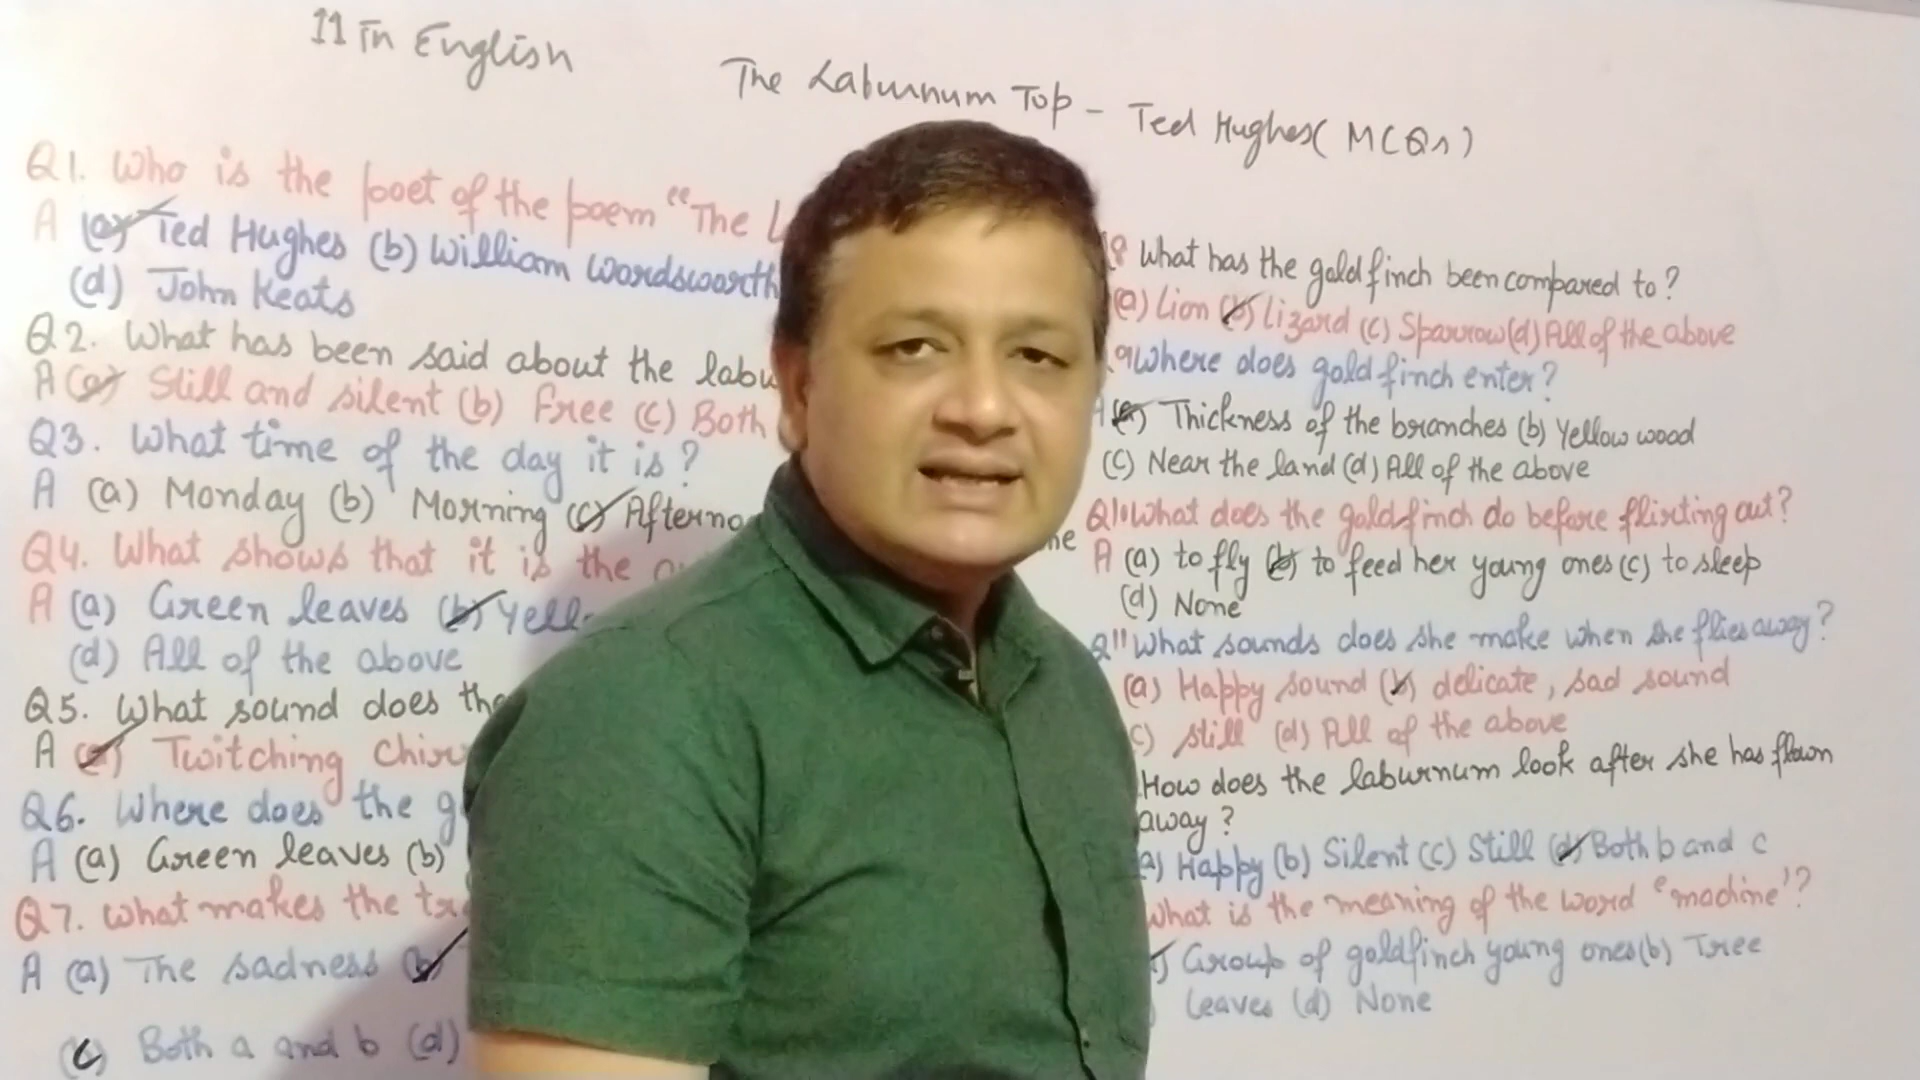 11 in English
The Laburnum Top - Ted Hughes (MCQs)
Q1. Who is the poet of the poem "The L
A (a) Ted Hughes (b) William Wordsworth
(d) John Keats
Q2. What has been said about the labu
A (a) Still and silent (b) Free (c) Both
Q3. What time of the day it is?
A (a) Monday (b) Morning (c) Afterno
Q4. What shows that it is the
A (a) Green leaves (b) Yell
(d) All of the above
Q5. What sound does the
A (a) Twitching Chirr
Q6. Where does the g
A (a) Green leaves (b)
Q7. What makes the tr
A (a) The sadness (b)
(c) Both a and b (d)
8 What has the goldfinch been compared to?
(a) Lion (b) Lizard (c) Sparrow (d) All of the above
9 Where does goldfinch enter?
A (a) Thickness of the branches (b) Yellow wood
(c) Near the land (d) All of the above
ne
Q10 What does the goldfinch do before flirting out?
A (a) to fly (b) to feed her young ones (c) to sleep
(d) None
Q11 What sounds does she make when she flies away?
(a) Happy sound (b) delicate, sad sound
c) still (d) All of the above
How does the laburnum look after she has flown
away?
a) Happy (b) Silent (c) Still (d) Both b and c
What is the meaning of the word 'machine'?
) Group of goldfinch young ones (b) Tree
) leaves (d) None